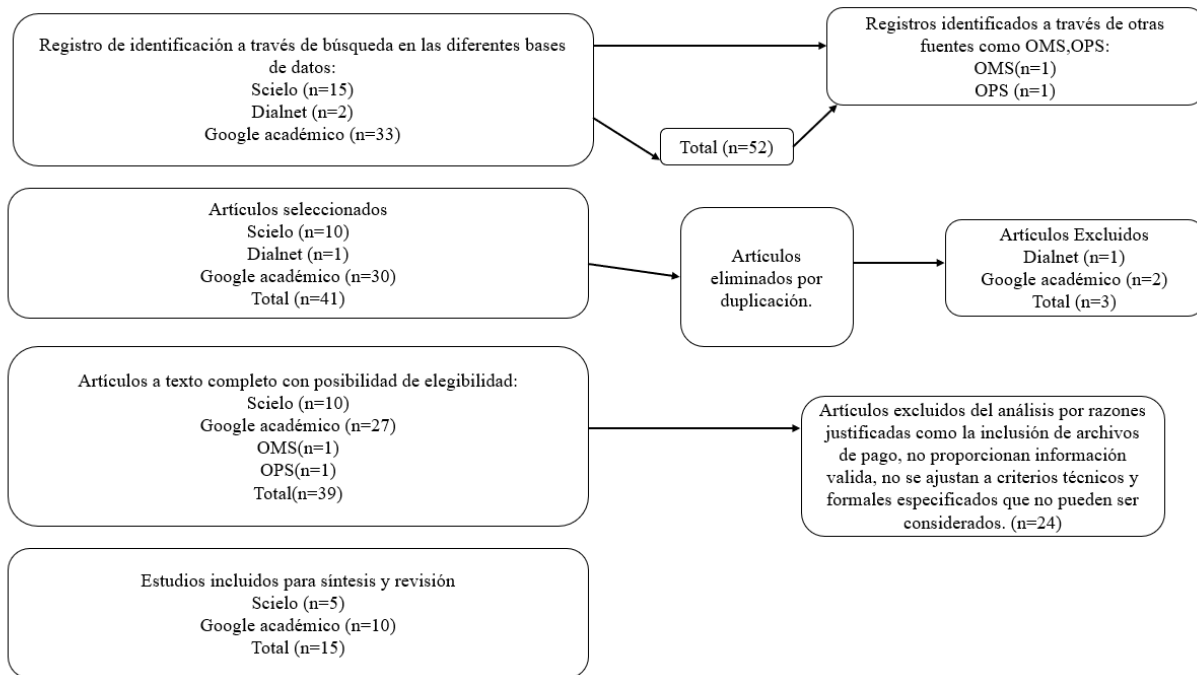 Registro de identificación a través de búsqueda en las diferentes bases
de datos:
Scielo (n=15)
Dialnet (n=2)
Google académico (n=33)
Registros identificados a través de otras
fuentes como OMS,OPS:
OMS(n=1)
OPS (n=1)
Total (n=52)
Artículos seleccionados
Scielo (n=10)
Dialnet (n=1)
Google académico (n=30)
Total (n=41)
Artículos
eliminados por
duplicación.
Artículos Excluidos
Dialnet (n=1)
Google académico (n=2)
Total (n=3)
Artículos a texto completo con posibilidad de elegibilidad:
Scielo (n=10)
Google académico (n=27)
OMS(n=1)
OPS(n=1)
Total(n=39)
Artículos excluidos del análisis por razones
justificadas como la inclusión de archivos
de pago, no proporcionan información
valida, no se ajustan a criterios técnicos y
formales especificados que no pueden ser
considerados. (n=24)
Estudios incluidos para síntesis y revisión
Scielo (n=5)
Google académico (n=10)
Total (n=15)